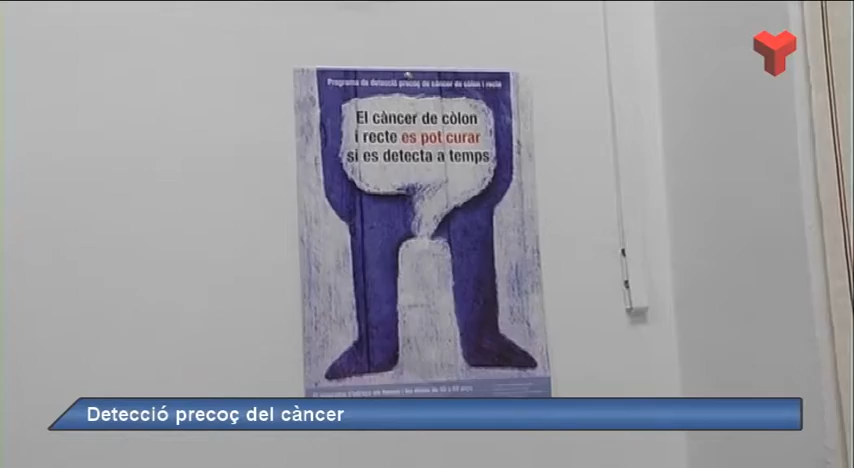 Programa de detecció precoç de càncer de còlon i recte
El càncer de còlon
i recte es pot curar
si es detecta a temps
Detecció precoç del càncer